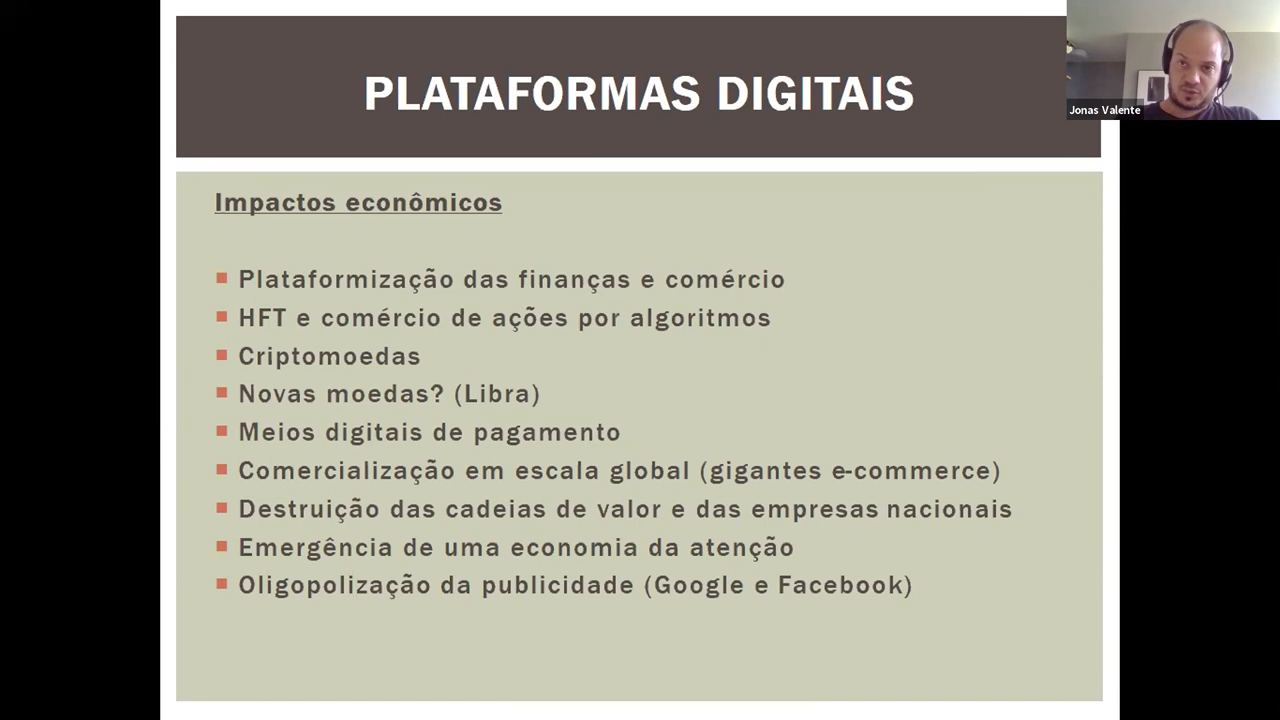 PLATAFORMAS DIGITAIS
Jonas Valente
Impactos econômicos
Plataformização das finanças e comércio
HFT e comércio de ações por algoritmos
Criptomoedas
Novas moedas? (Libra)
Meios digitais de pagamento
Comercialização em escala global (gigantes e-commerce)
Destruição das cadeias de valor e das empresas nacionais
Emergência de uma economia da atenção
Oligopolização da publicidade (Google e Facebook)